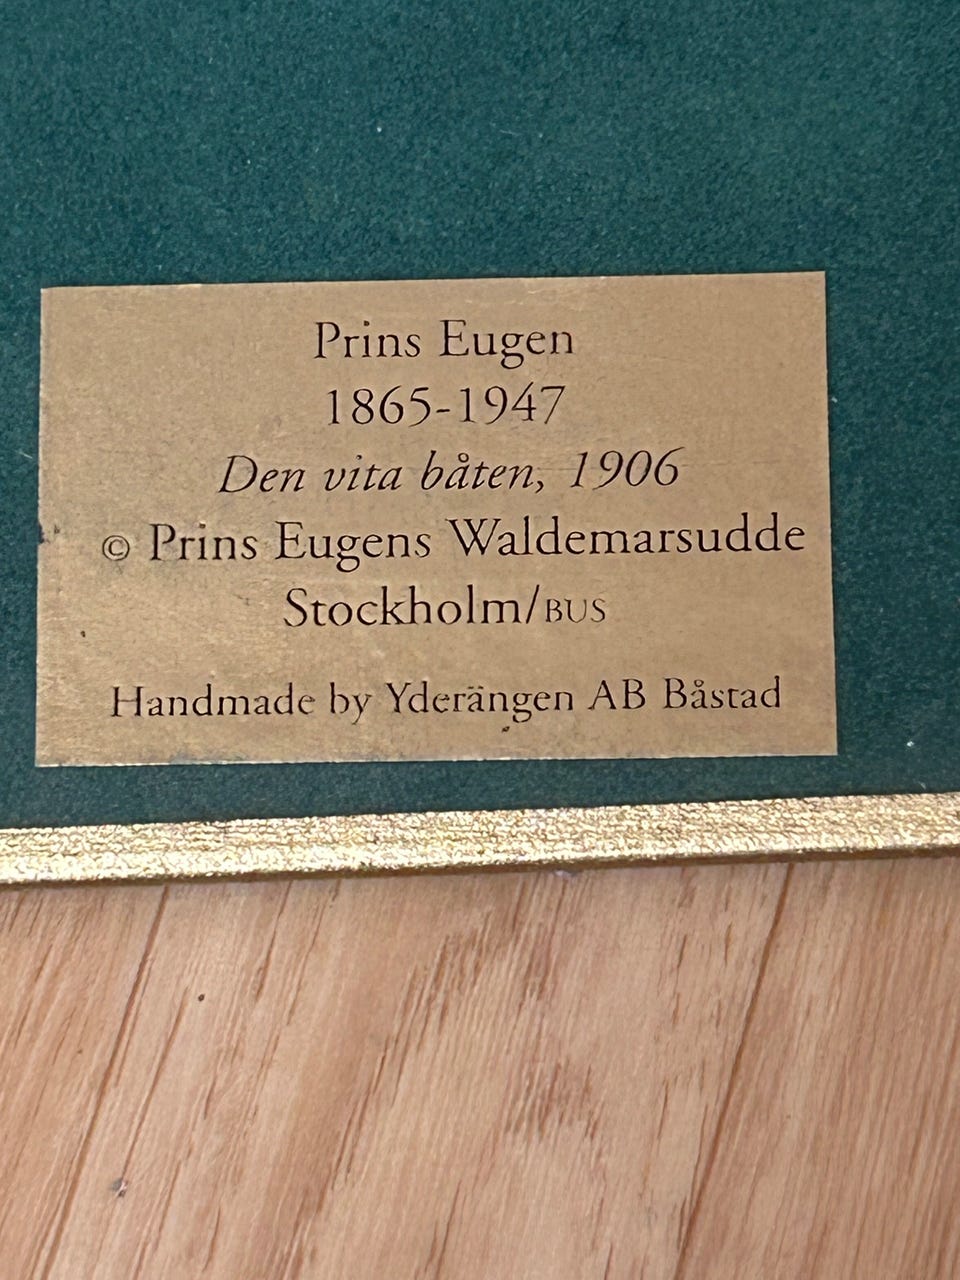 Prins Eugen
1865-1947
Den vita båten, 1906
© Prins Eugens Waldemarsudde
Stockholm/BUS
Handmade by Yderängen AB Båstad